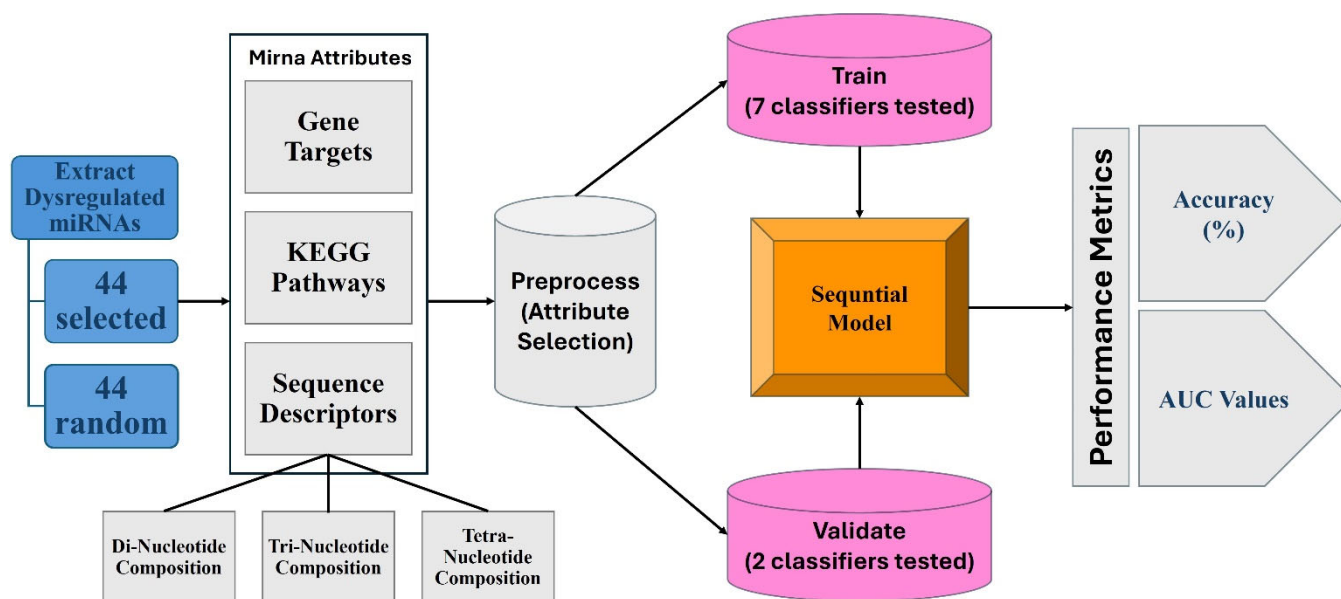 Extract
Dysregulated
miRNAs
44
selected
44
random
Mirna Attributes
Gene
Targets
KEGG
Pathways
Sequence
Descriptors
Di-Nucleotide
Composition
Tri-Nucleotide
Composition
Tetra-
Nucleotide
Composition
Preprocess
(Attribute
Selection)
Train
(7 classifiers tested)
Sequntial
Model
Validate
(2 classifiers tested)
Performance Metrics
Accuracy
(%)
AUC Values